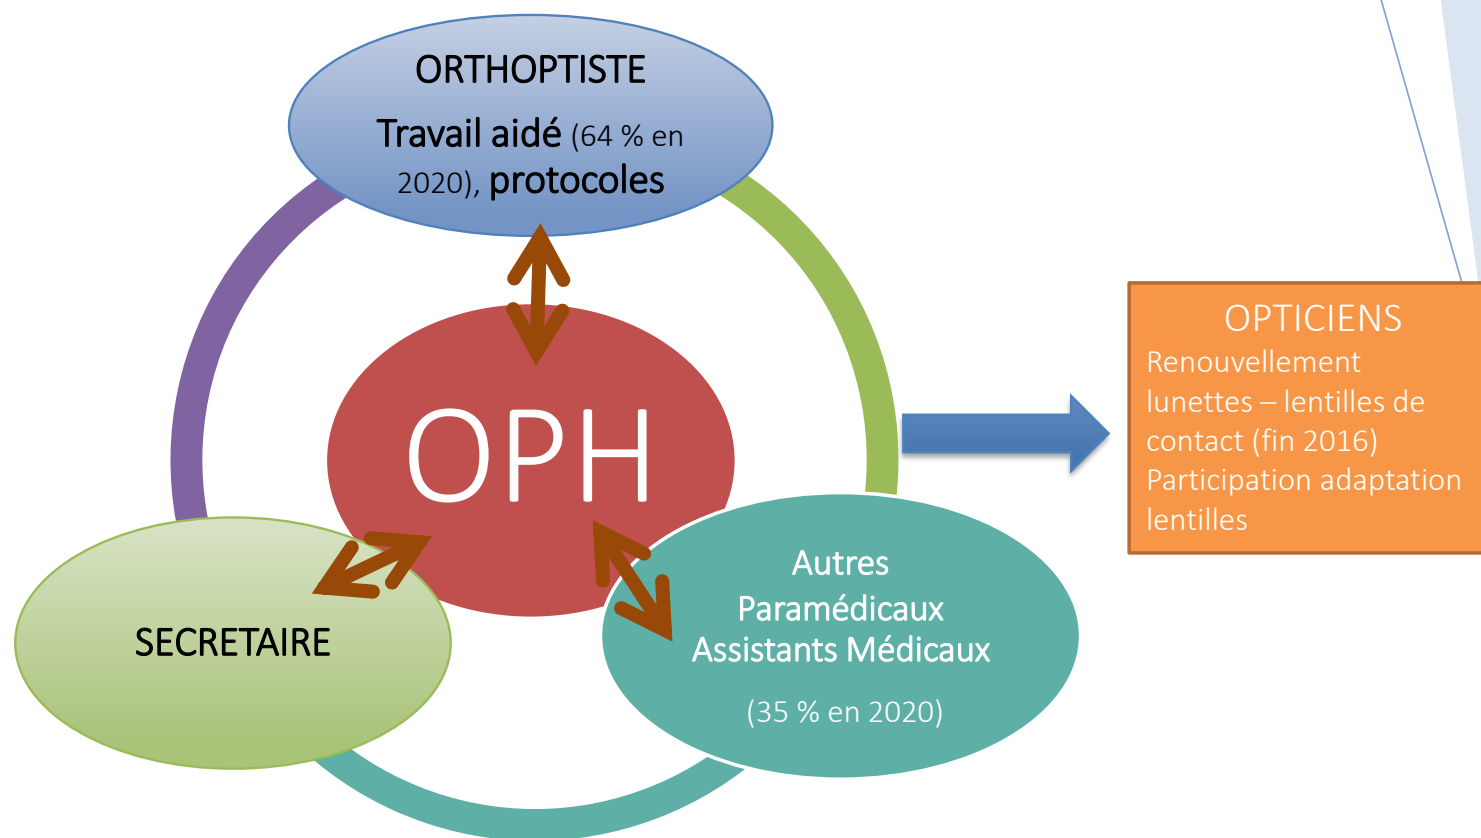 ORTHOPTISTE
Travail aidé (64 % en
2020), protocoles
OPH
SECRETAIRE
Autres
Paramédicaux
Assistants Médicaux
(35 % en 2020)
OPTICIENS
Renouvellement
lunettes – lentilles de
contact (fin 2016)
Participation adaptation
lentilles